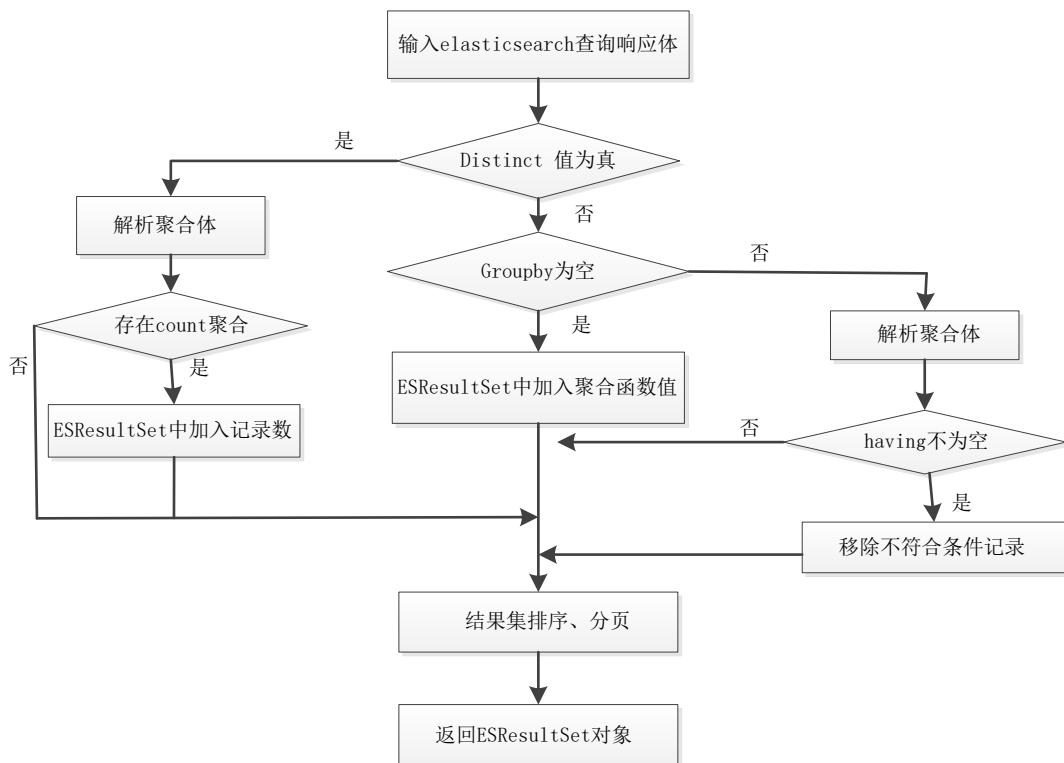 输入elasticsearch查询响应体
是
Distinct 值为真
解析聚合体
否
Groupby为空
否
存在count聚合
是
解析聚合体
否
是
ESResultSet中加入聚合函数值
ESResultSet中加入记录数
否
having不为空
是
移除不符合条件记录
结果集排序、分页
返回ESResultSet对象